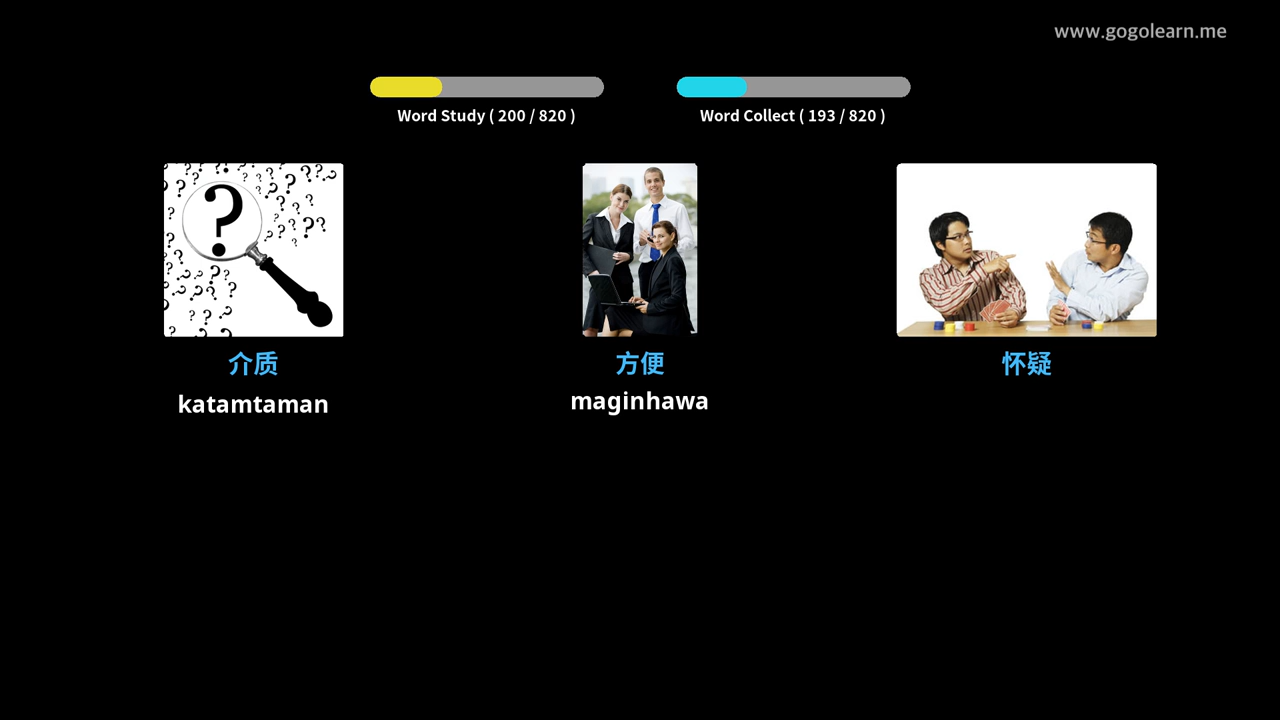 www.gogolearn.me
Word Study ( 200 / 820 )
Word Collect ( 193 / 820 )
介质
方便
怀疑
katamtaman
maginhawa